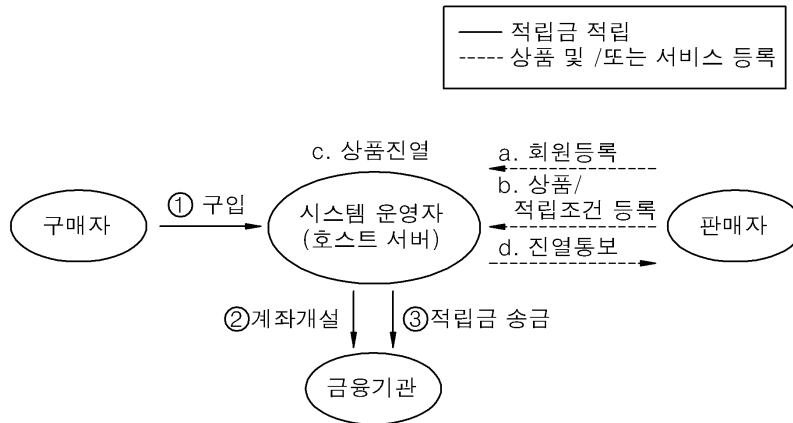 적립금 적립
상품 및 /또는 서비스 등록
c. 상품진열
a. 회원등록
b. 상품/
적립조건 등록
d. 진열통보
구매자
① 구입
시스템 운영자
(호스트 서버)
판매자
②계좌개설
③적립금 송금
금융기관